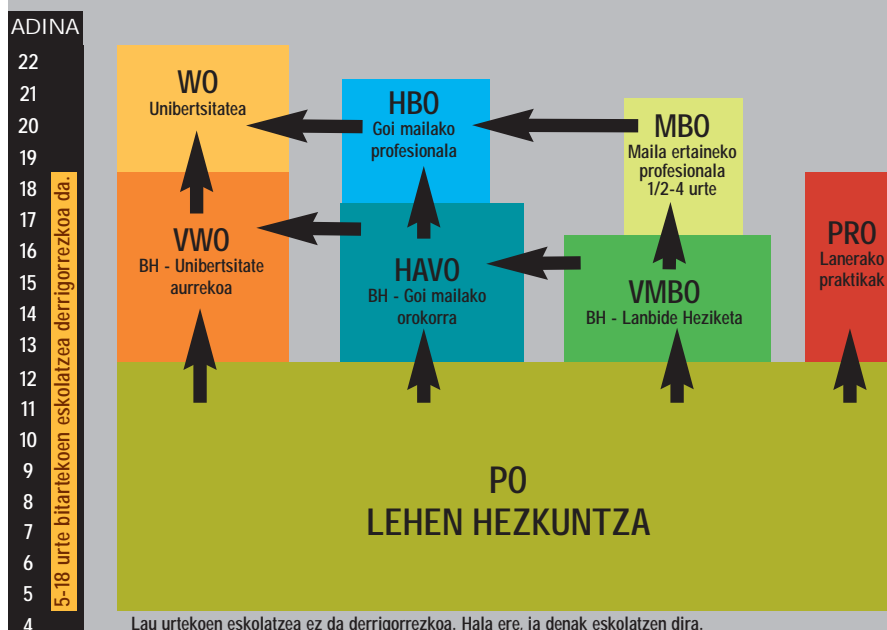 ADINA
22
21
20
19
18
17
16
15
14
13
12
11
10
9
8
7
6
5
4
5-18 urte bitartekoen eskolatzea derrigorrezkoa da.
WO
Unibertsitatea
HBO
Goi mailako
profesionala
MBO
Maila ertaineko
profesionala
1/2-4 urte
VWO
BH - Unibertsitate
aurrekoa
HAVO
BH - Goi mailako
orokorra
VMBO
BH - Lanbide Heziketa
PRO
Lanerako
praktikak
PO
LEHEN HEZKUNTZA
Lau urtekoen eskolatzea ez da derrigorrezkoa. Hala ere, ia denak eskolatzen dira.